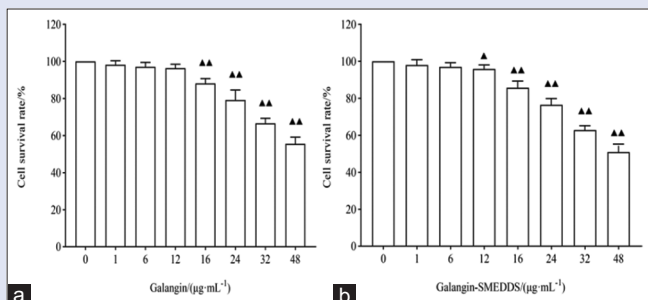 120
100
80
60
40
20
0
Cell survival rate/%
▲▲
▲▲
▲▲
▲▲
0 1 6 12 16 24 32 48
Galangin/(μg·mL⁻¹)
a
120
100
80
60
40
20
0
Cell survival rate/%
▲
▲▲
▲▲
▲▲
▲▲
0 1 6 12 16 24 32 48
Galangin-SMEDDS/(μg·mL⁻¹)
b